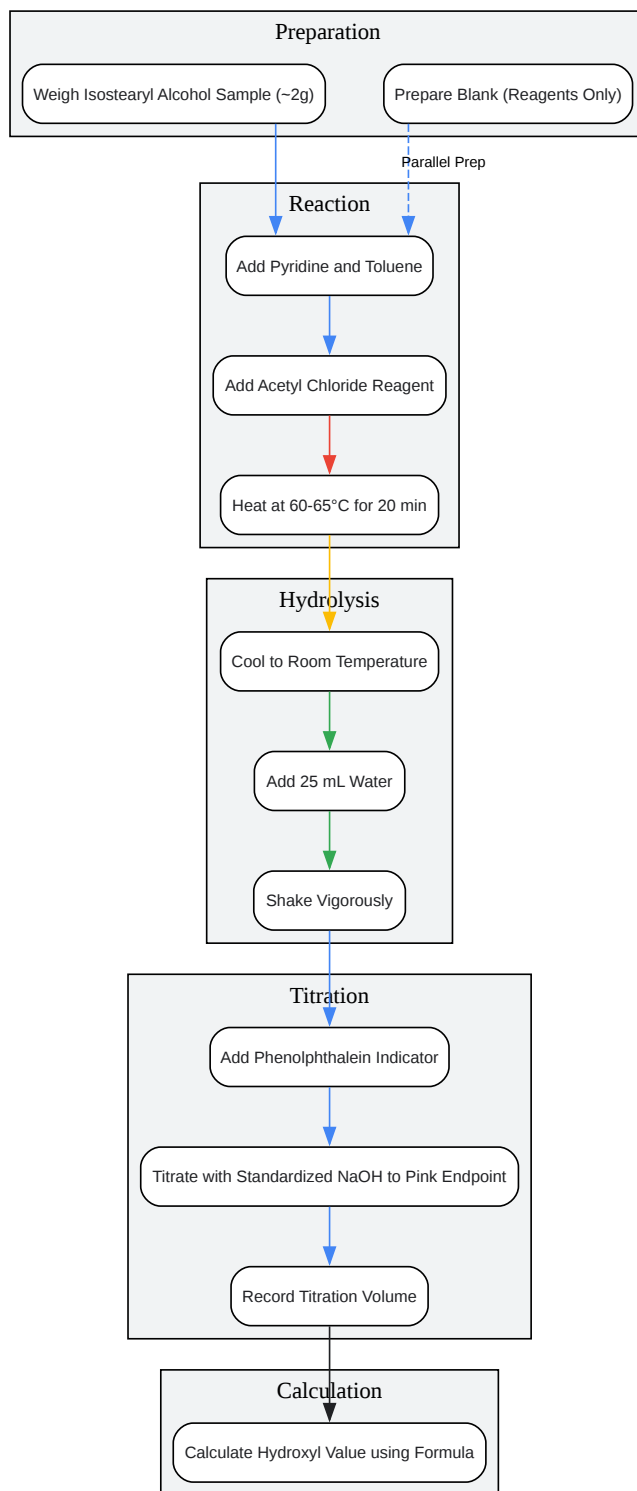 Preparation
Weigh Isostearyl Alcohol Sample (~2g)
Prepare Blank (Reagents Only)
Parallel Prep
Reaction
Add Pyridine and Toluene
Add Acetyl Chloride Reagent
Heat at 60-65°C for 20 min
Hydrolysis
Cool to Room Temperature
Add 25 mL Water
Shake Vigorously
Titration
Add Phenolphthalein Indicator
Titrate with Standardized NaOH to Pink Endpoint
Record Titration Volume
Calculation
Calculate Hydroxyl Value using Formula